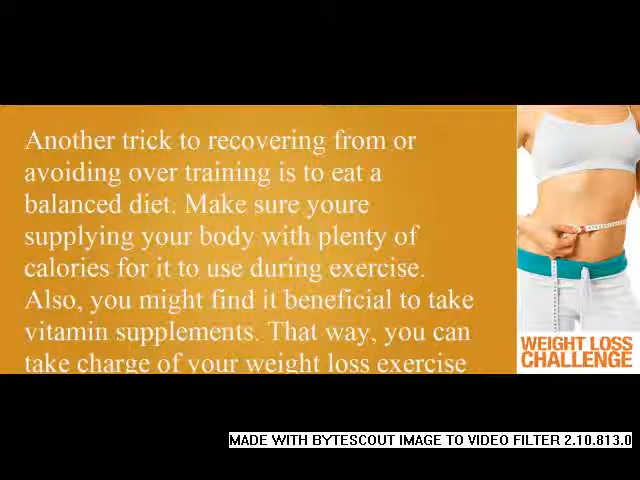 Another trick to recovering from or
avoiding over training is to eat a
balanced diet. Make sure youre
supplying your body with plenty of
calories for it to use during exercise.
Also, you might find it beneficial to take
vitamin supplements. That way, you can
take charge of your weight loss exercise
WEIGHT LOSS
CHALLENGE
MADE WITH BYTESCOUT IMAGE TO VIDEO FILTER 2.10.813.0